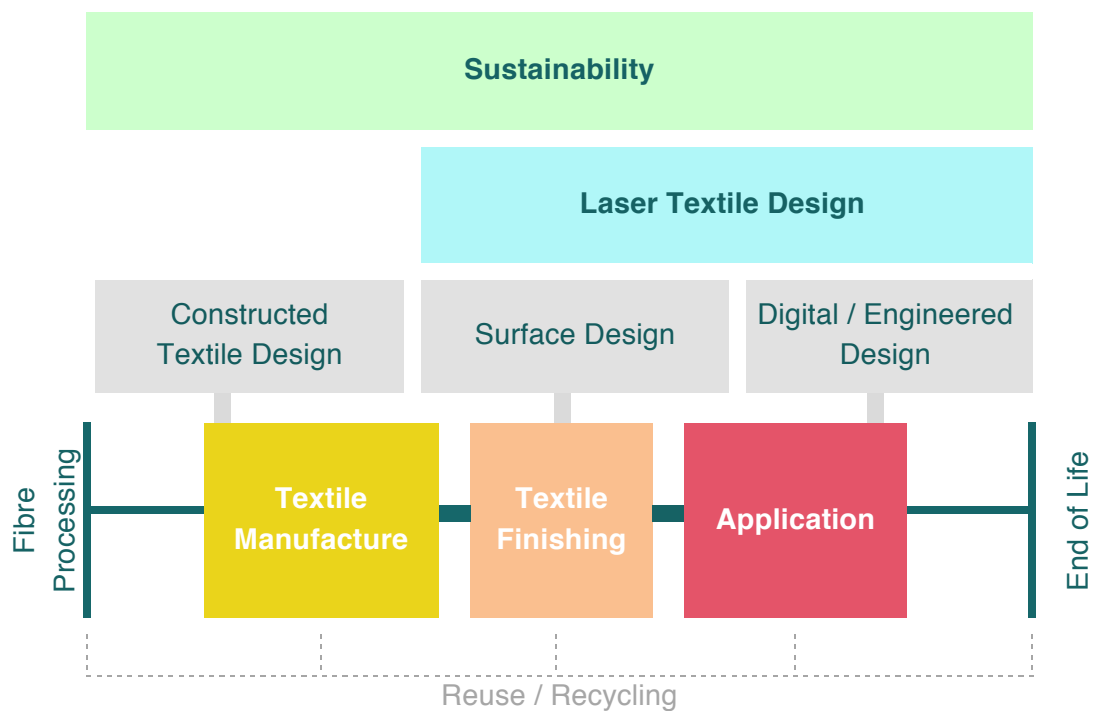 Sustainability
Laser Textile Design
Constructed
Textile Design
Surface Design
Digital / Engineered
Design
Fibre
Processing
Textile
Manufacture
Textile
Finishing
Application
End of Life
Reuse / Recycling